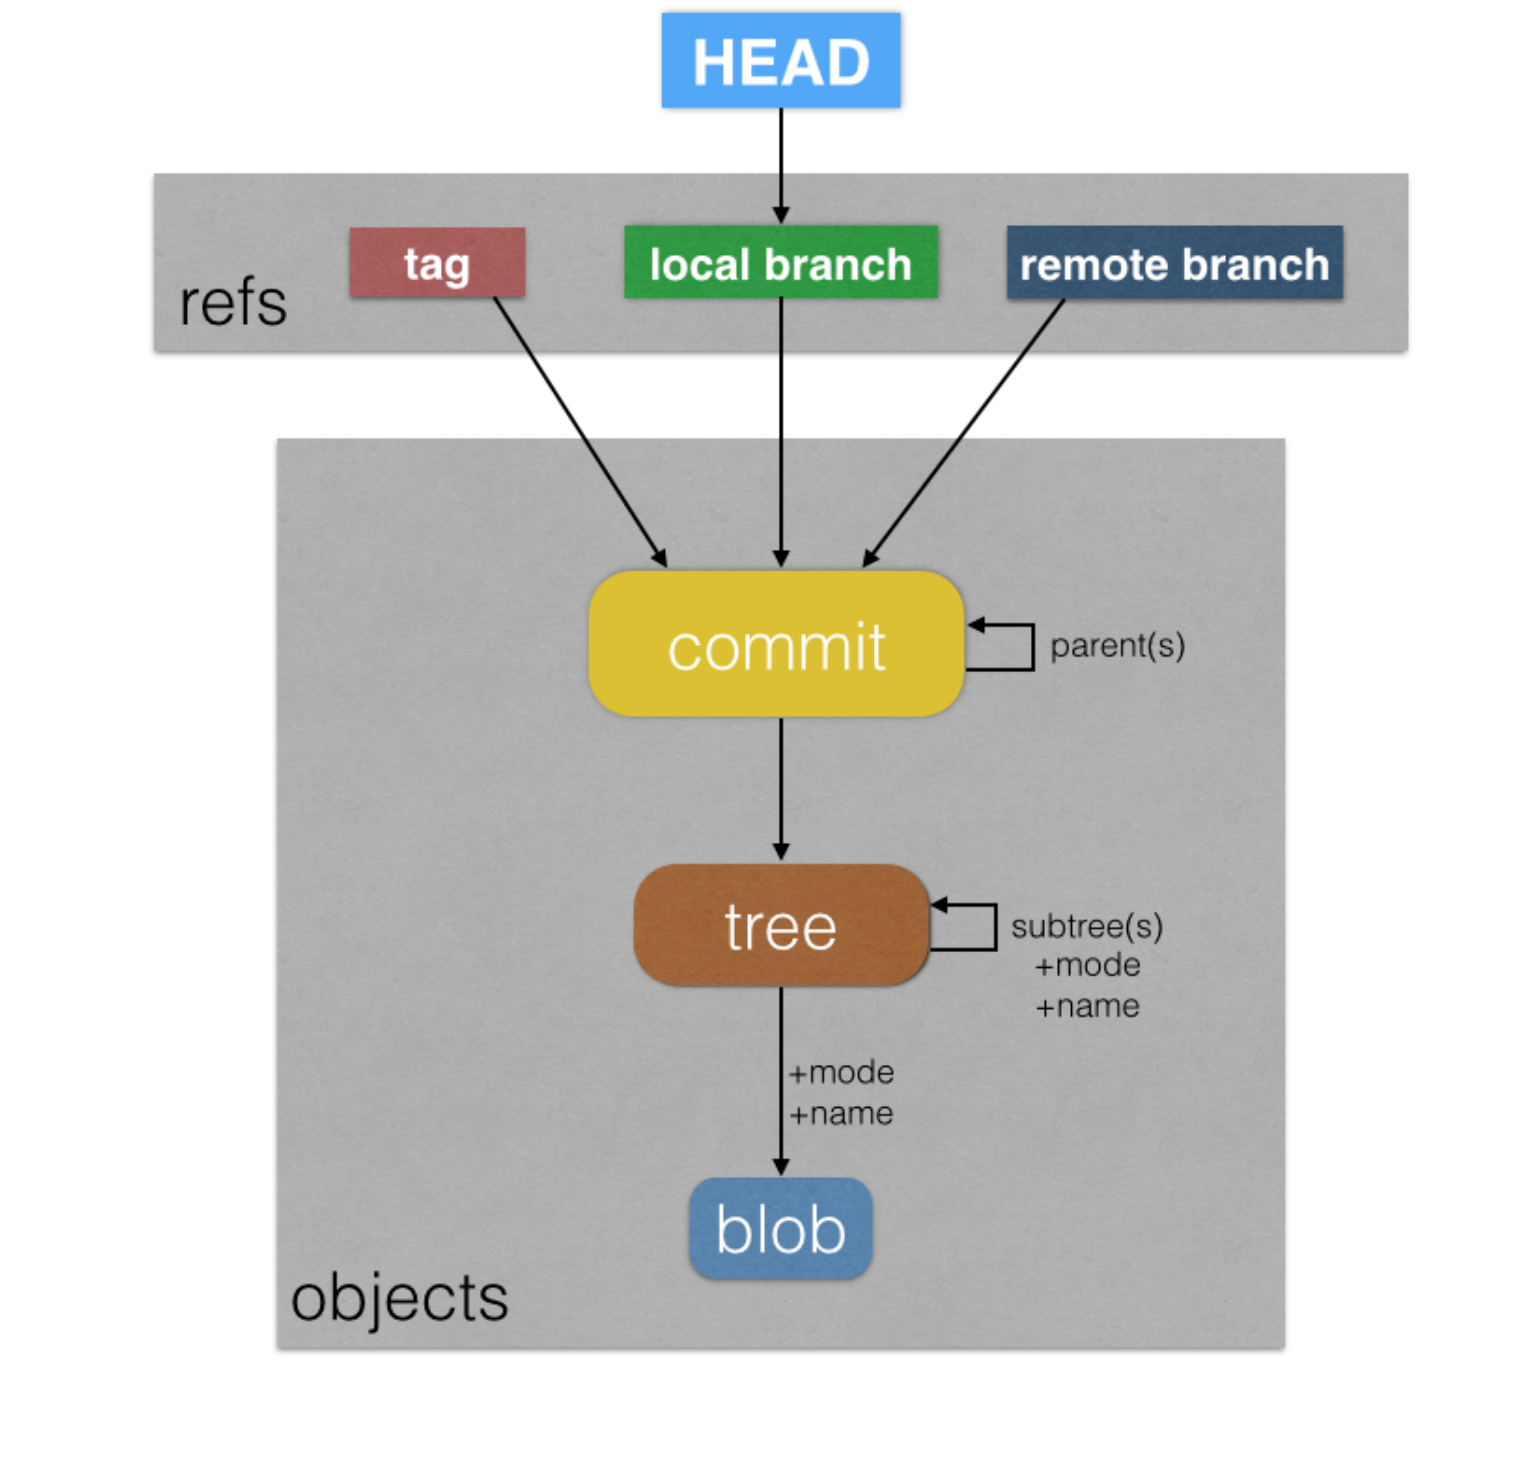 HEAD
tag
local branch
remote branch
refs
commit
parent(s)
tree
subtree(s)
+mode
+name
+mode
+name
blob
objects